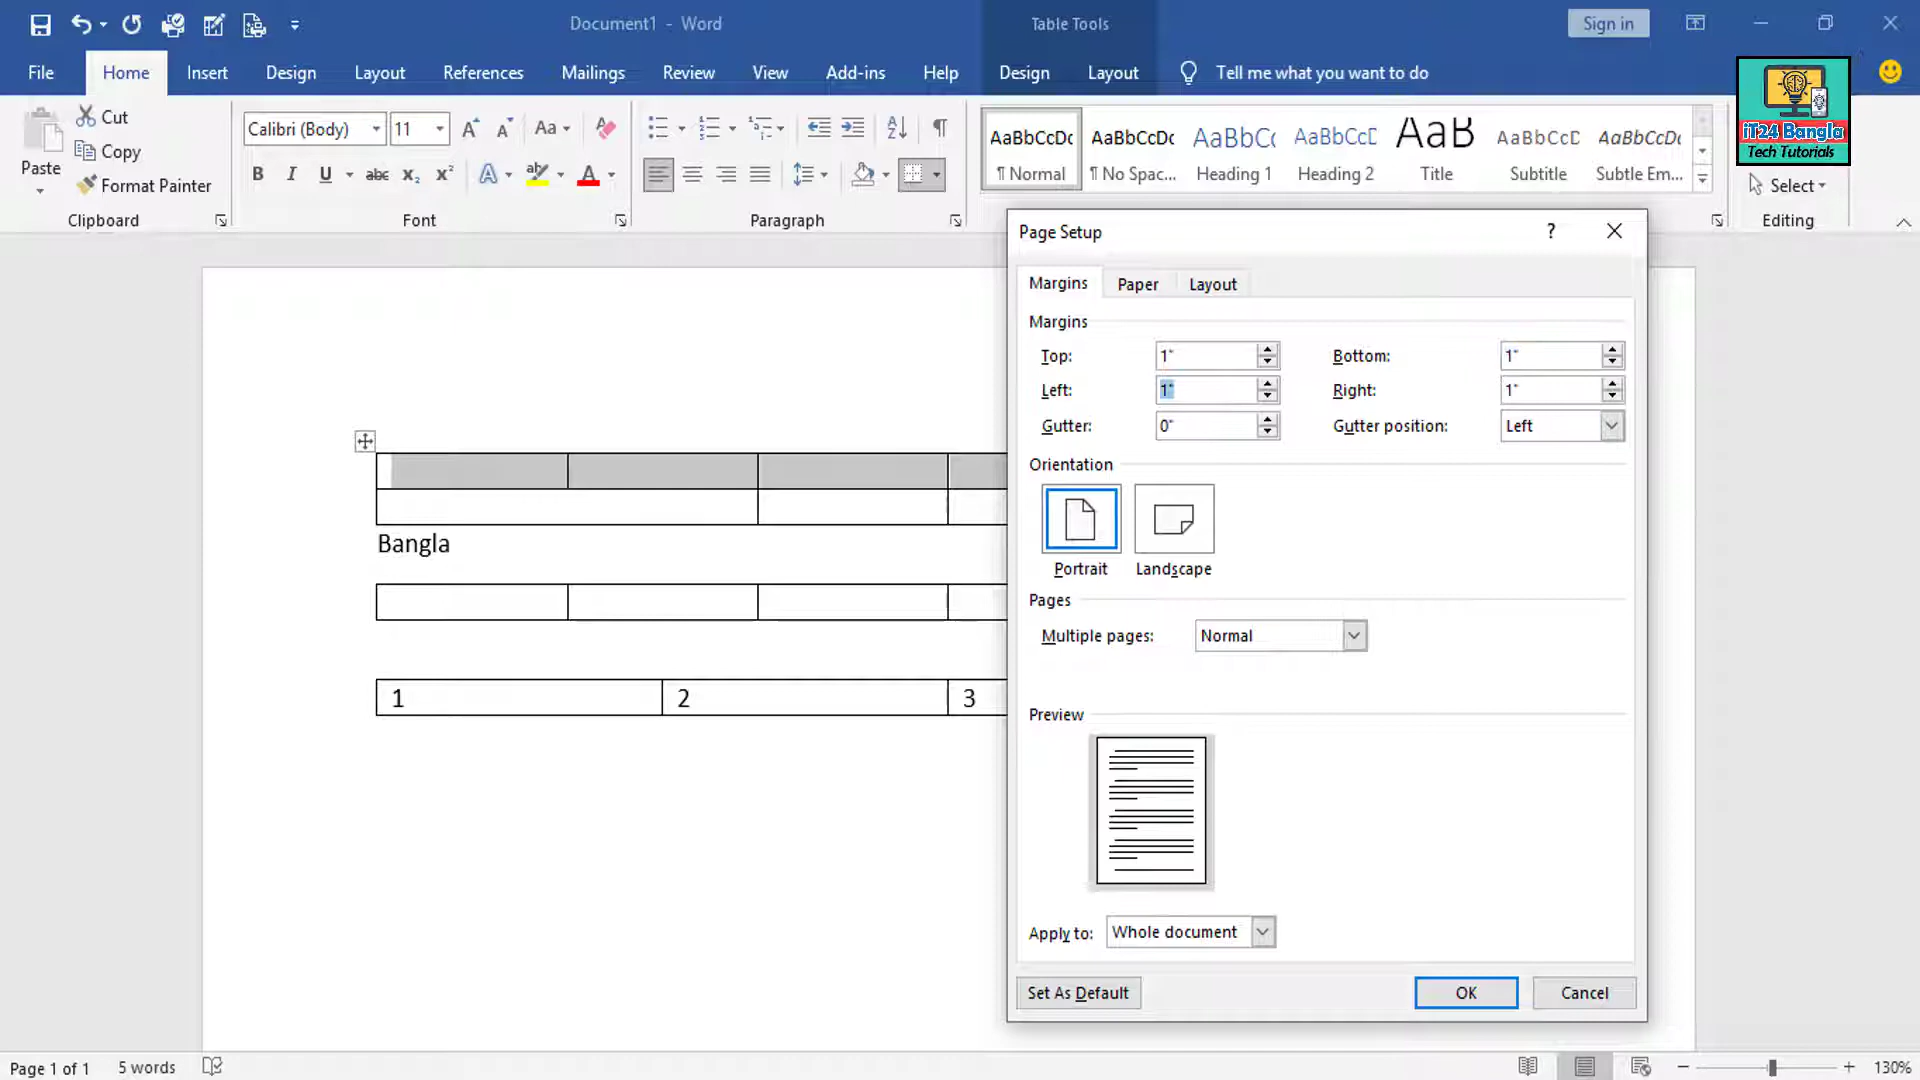 Document1 - Word
Table Tools
Sign in
File Home Insert Design Layout References Mailings Review View Add-ins Help Design Layout Tell me what you want to do
iT24 Bangla
Tech Tutorials
Paste
Cut
Copy
Format Painter
Clipboard
Calibri (Body) 11
Aa
B I U abc X₂ X² A ab A
Font
Paragraph
AaBbCcDc AaBbCcDc AaBbCc AaBbCcD AaB AaBbCcD AaBbCcDc
¶ Normal ¶ No Spac... Heading 1 Heading 2 Title Subtitle Subtle Em...
Select
Editing
Bangla
1 2 3
Page Setup ?
Margins Paper Layout
Margins
Top: 1" Bottom: 1"
Left: 1" Right: 1"
Gutter: 0" Gutter position: Left
Orientation
Portrait Landscape
Pages
Multiple pages: Normal
Preview
Apply to: Whole document
Set As Default OK Cancel
Page 1 of 1 5 words 130%